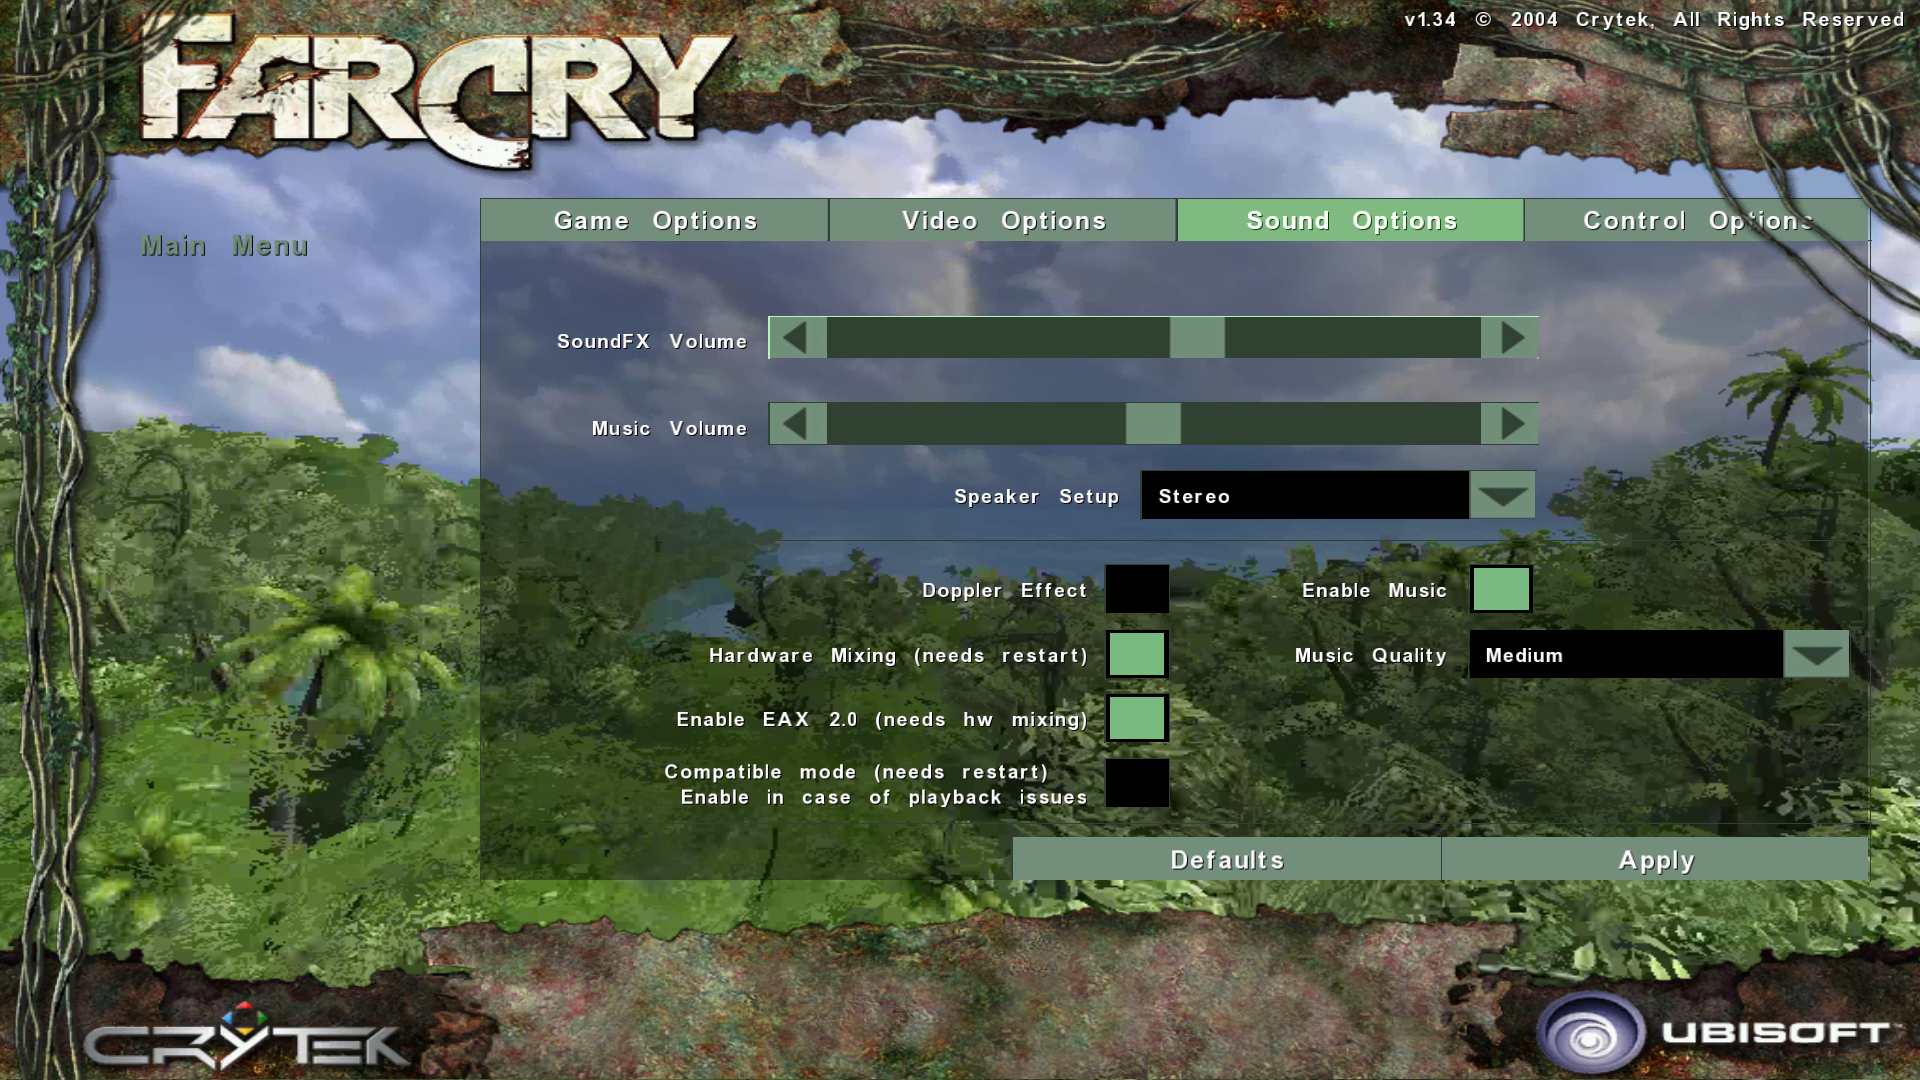 v1.34 © 2004 Crytek, All Rights Reserved
FARCRY
Main Menu
Game Options
Video Options
Sound Options
Control Options
SoundFX Volume
Music Volume
Speaker Setup
Stereo
Doppler Effect
Enable Music
Hardware Mixing (needs restart)
Music Quality
Medium
Enable EAX 2.0 (needs hw mixing)
Compatible mode (needs restart)
Enable in case of playback issues
Defaults
Apply
CRYTEK
UBISOFT